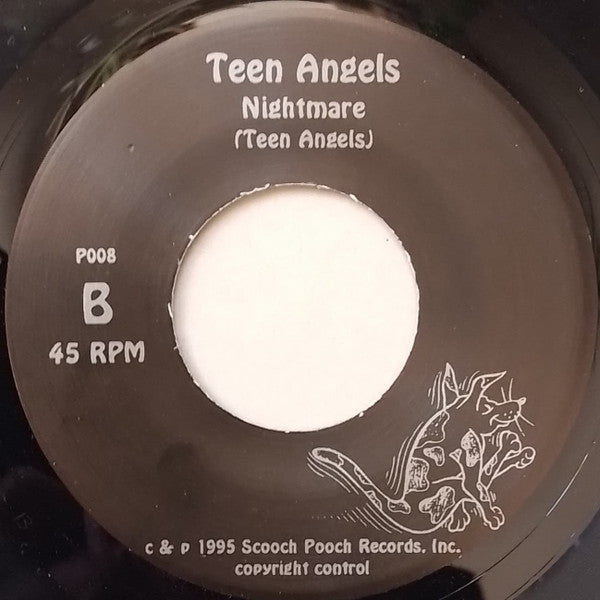 Teen Angels
Nightmare
(Teen Angels)
P008
B
45 RPM
c & p 1995 Scooch Pooch Records, Inc.
copyright control